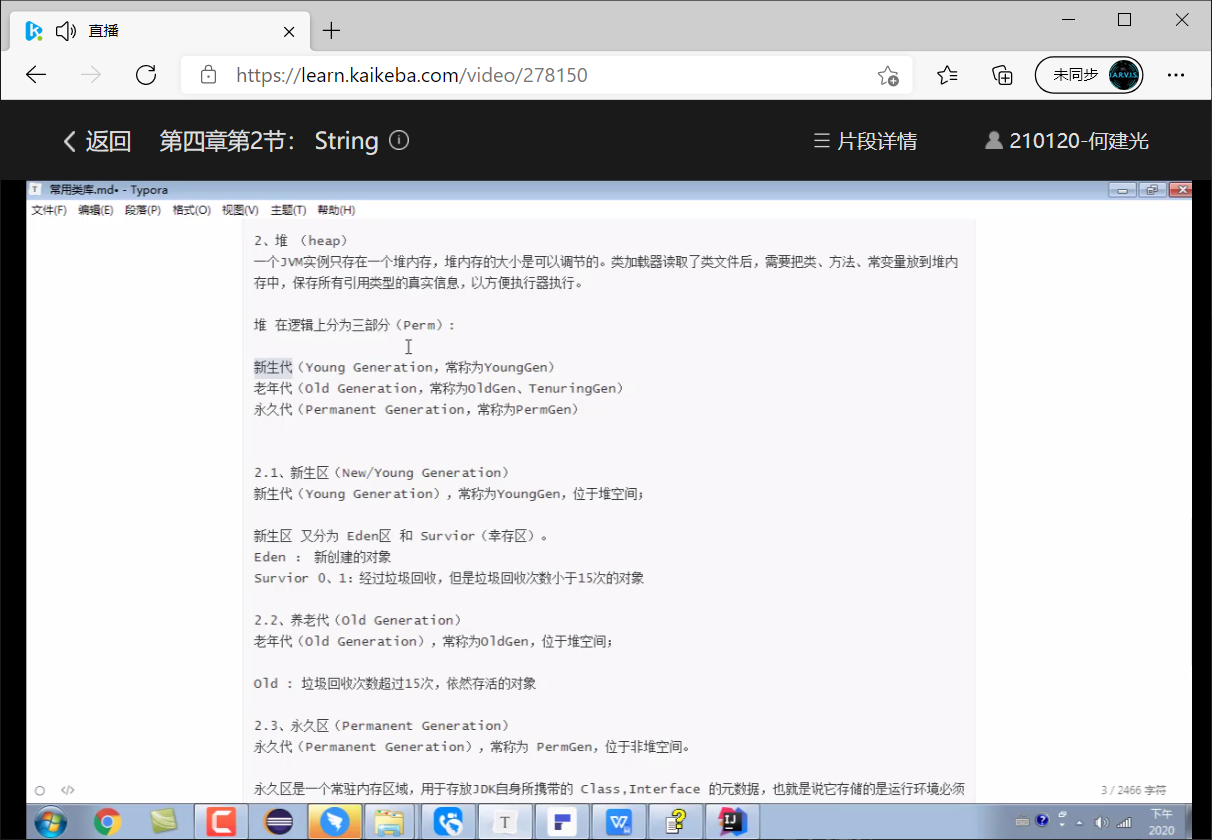 直播
https://learn.kaikeba.com/video/278150
未同步
J.A.R.V.I.S.
返回 第四章第2节： String
片段详情
210120-何建光
常用类库.md• - Typora
文件(F) 编辑(E) 段落(P) 格式(O) 视图(V) 主题(T) 帮助(H)
2、堆 （heap）
一个JVM实例只存在一个堆内存，堆内存的大小是可以调节的。类加载器读取了类文件后，需要把类、方法、常变量放到堆内
存中，保存所有引用类型的真实信息，以方便执行器执行。
堆 在逻辑上分为三部分（Perm）：
新生代（Young Generation，常称为YoungGen）
老年代（Old Generation，常称为OldGen、TenuringGen）
永久代（Permanent Generation，常称为PermGen）
2.1、新生区（New/Young Generation）
新生代（Young Generation），常称为YoungGen，位于堆空间；
新生区 又分为 Eden区 和 Survior（幸存区）。
Eden ： 新创建的对象
Survior 0、1：经过垃圾回收，但是垃圾回收次数小于15次的对象
2.2、养老代（Old Generation）
老年代（Old Generation），常称为OldGen，位于堆空间；
Old : 垃圾回收次数超过15次，依然存活的对象
2.3、永久区（Permanent Generation）
永久代（Permanent Generation），常称为 PermGen，位于非堆空间。
永久区是一个常驻内存区域，用于存放JDK自身所携带的 Class,Interface 的元数据，也就是说它存储的是运行环境必须
3 / 2466 字符
下午
2020